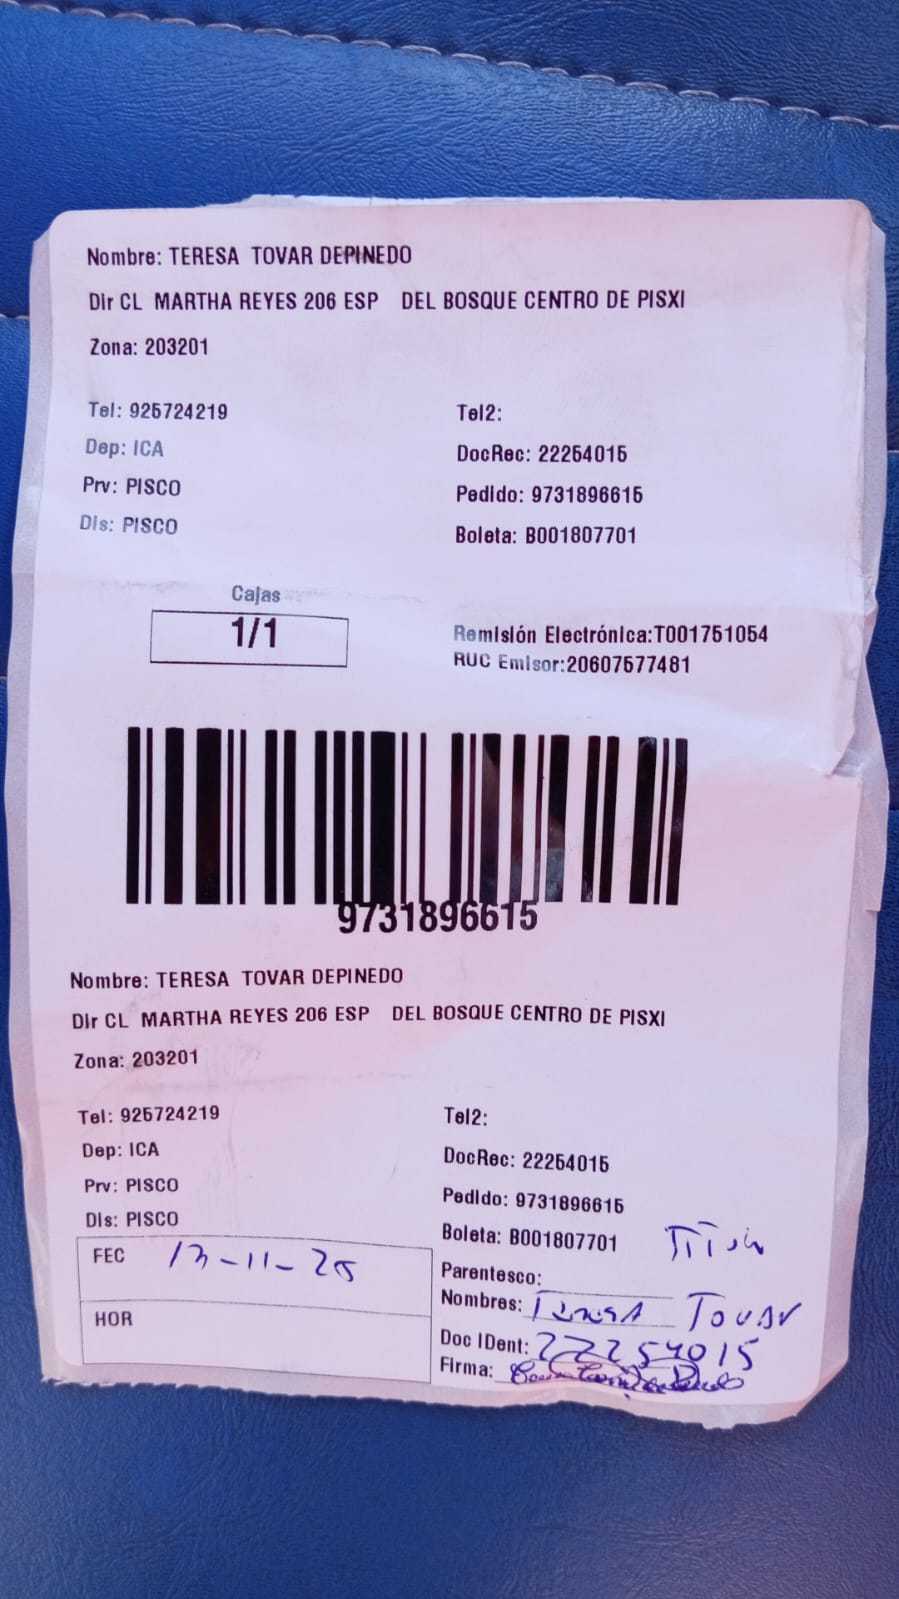 Nombre: TERESA TOVAR DEPINEDO
Dir CL MARTHA REYES 206 ESP DEL BOSQUE CENTRO DE PISXI
Zona: 203201
Tel: 925724219 Tel2:
Dep: ICA DocRec: 22254015
Prv: PISCO Pedido: 9731896615
Dis: PISCO Boleta: B001807701
Cajas
1/1
Remisión Electrónica:T001751054
RUC Emisor:20607577481
9731896615
Nombre: TERESA TOVAR DEPINEDO
Dir CL MARTHA REYES 206 ESP DEL BOSQUE CENTRO DE PISXI
Zona: 203201
Tel: 925724219 Tel2:
Dep: ICA DocRec: 22254015
Prv: PISCO Pedido: 9731896615
Dis: PISCO Boleta: B001807701
FEC 13-11-25 Parentesco:
Nombres: TERESA TOVAR
HOR Doc IDent: 22254015
Firma: